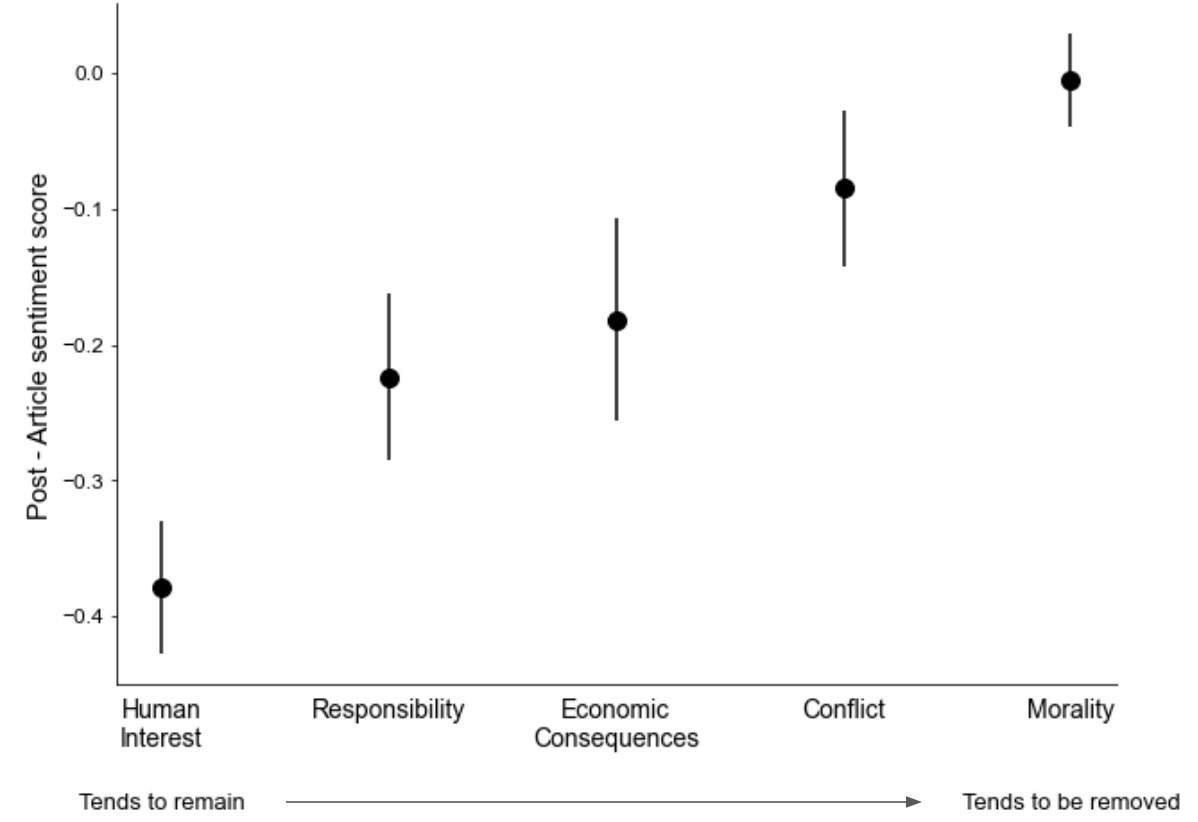 0.0
−0.1
−0.2
−0.3
−0.4
Post - Article sentiment score
Human
Interest
Responsibility
Economic
Consequences
Conflict
Morality
Tends to remain
Tends to be removed